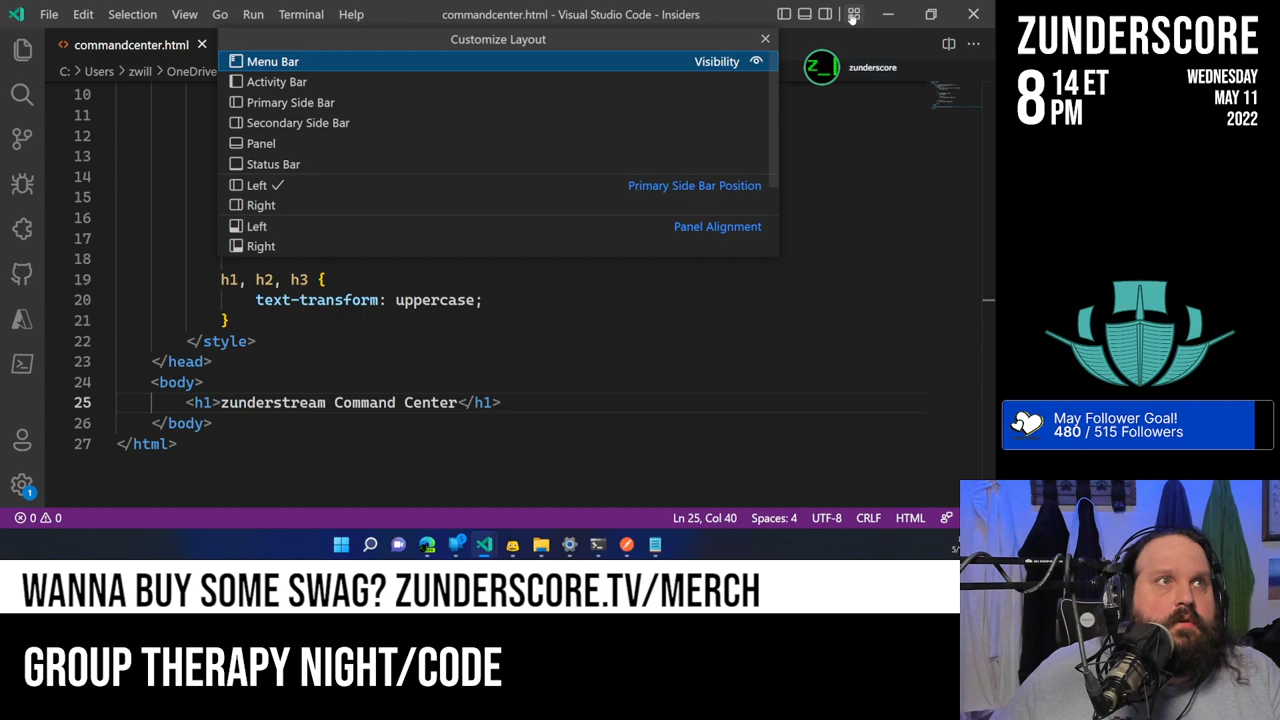 File Edit Selection View Go Run Terminal Help
commandcenter.html - Visual Studio Code - Insiders
commandcenter.html
Customize Layout
C: > Users > zwill > OneDrive
Menu Bar
Visibility
Activity Bar
Primary Side Bar
Secondary Side Bar
Panel
Status Bar
Left
Primary Side Bar Position
Right
Left
Panel Alignment
Right
z_
zunderscore
10
11
12
13
14
15
16
17
18
19 h1, h2, h3 {
20 text-transform: uppercase;
21 }
22 </style>
23 </head>
24 <body>
25 <h1>zunderstream Command Center</h1>
26 </body>
27 </html>
1
0 0
Ln 25, Col 40
Spaces: 4
UTF-8
CRLF
HTML
ZUNDERSCORE
8 14 ET PM
WEDNESDAY
MAY 11
2022
May Follower Goal!
480 / 515 Followers
WANNA BUY SOME SWAG? ZUNDERSCORE.TV/MERCH
GROUP THERAPY NIGHT/CODE